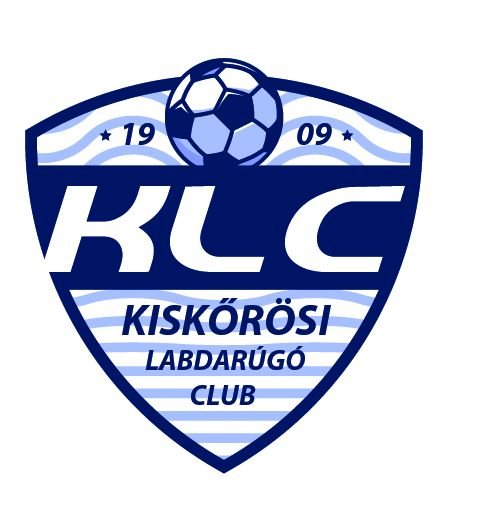 19 09
KLC
KISKŐRÖSI
LABDARÚGÓ
CLUB